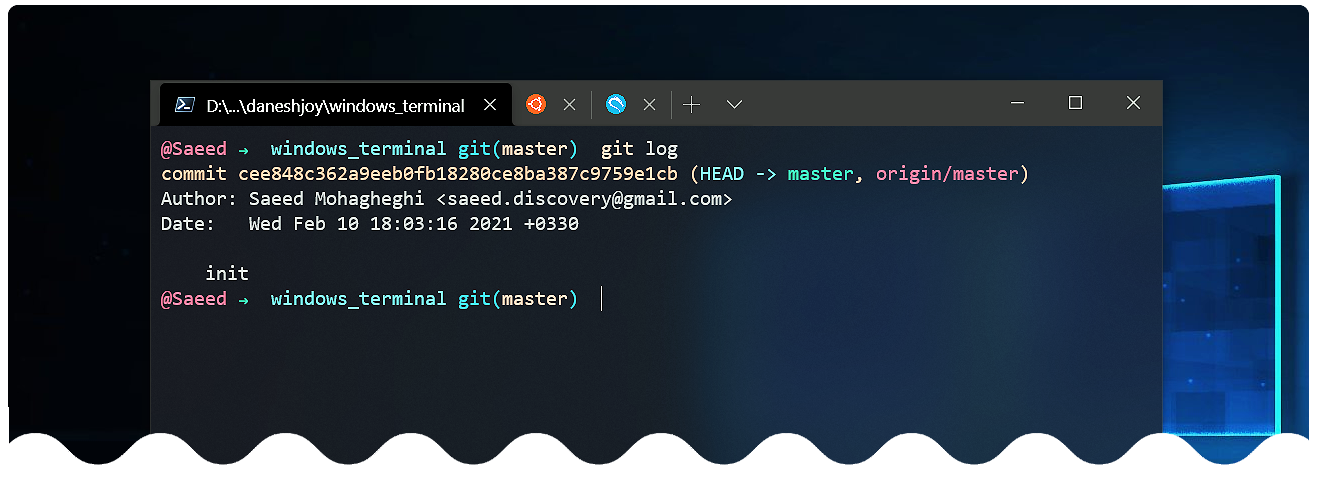 D:\...\daneshjoy\windows_terminal
@Saeed → windows_terminal git(master) git log
commit cee848c362a9eeb0fb18280ce8ba387c9759e1cb (HEAD -> master, origin/master)
Author: Saeed Mohagheghi <saeed.discovery@gmail.com>
Date:   Wed Feb 10 18:03:16 2021 +0330
init
@Saeed → windows_terminal git(master)